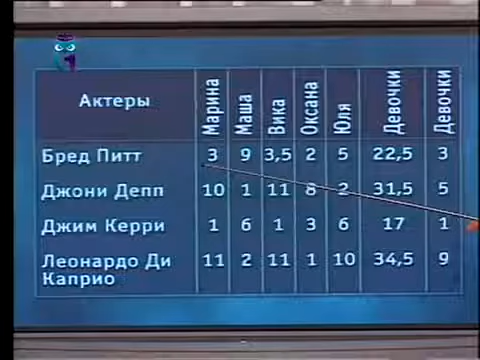 Актеры Марина Маша Вика Оксана Юля Девочки Девочки
Бред Питт 3 9 3,5 2 5 22,5 3
Джони Депп 10 1 11 8 2 31,5 5
Джим Керри 1 6 1 3 6 17 1
Леонардо Ди
Каприо 11 2 11 1 10 34,5 9